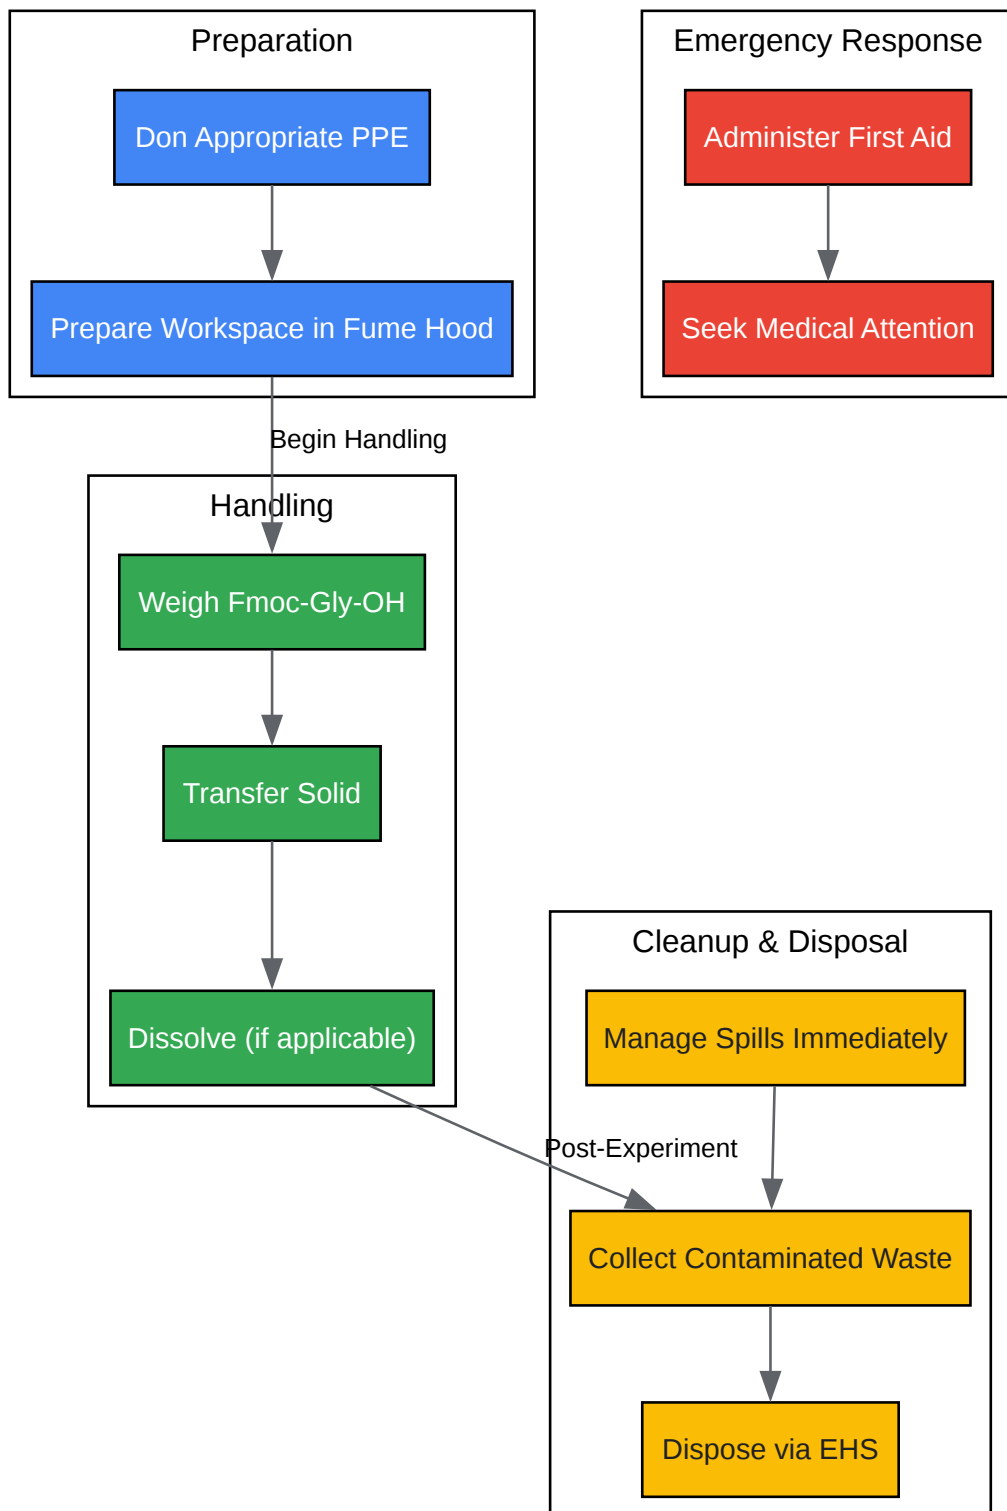 Preparation
Don Appropriate PPE
Prepare Workspace in Fume Hood
Emergency Response
Administer First Aid
Seek Medical Attention
Begin Handling
Handling
Weigh Fmoc-Gly-OH
Transfer Solid
Dissolve (if applicable)
Post-Experiment
Cleanup & Disposal
Manage Spills Immediately
Collect Contaminated Waste
Dispose via EHS